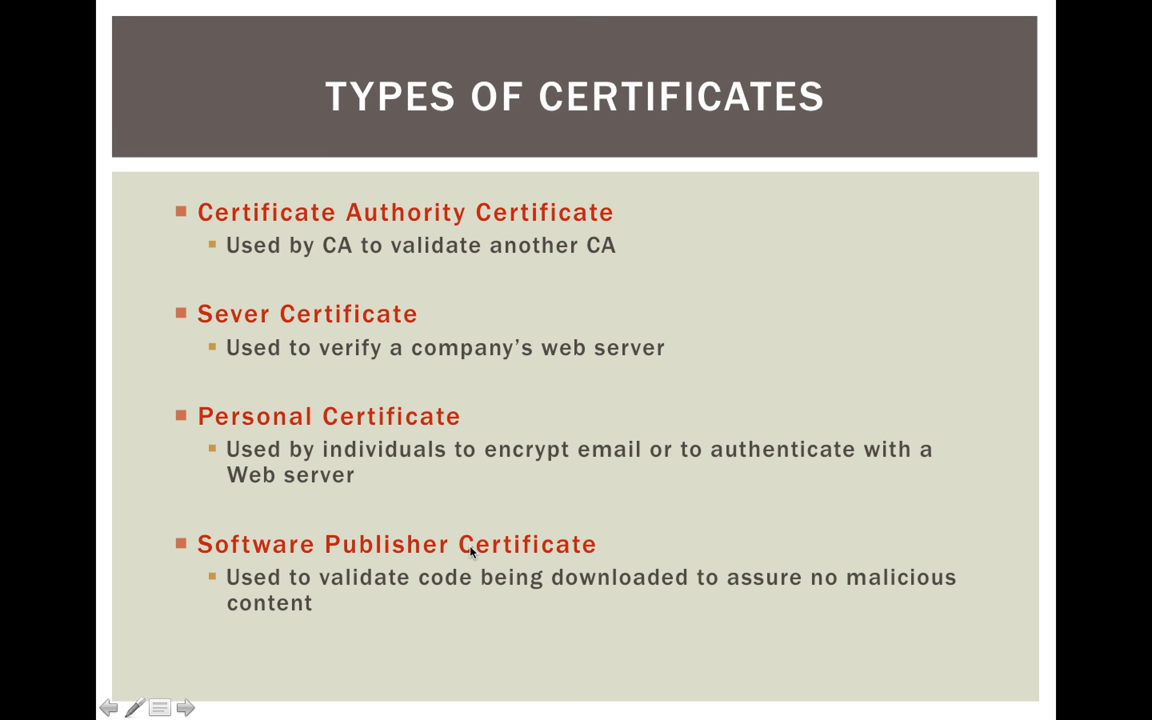 TYPES OF CERTIFICATES
Certificate Authority Certificate
Used by CA to validate another CA
Sever Certificate
Used to verify a company’s web server
Personal Certificate
Used by individuals to encrypt email or to authenticate with a
Web server
Software Publisher Certificate
Used to validate code being downloaded to assure no malicious
content